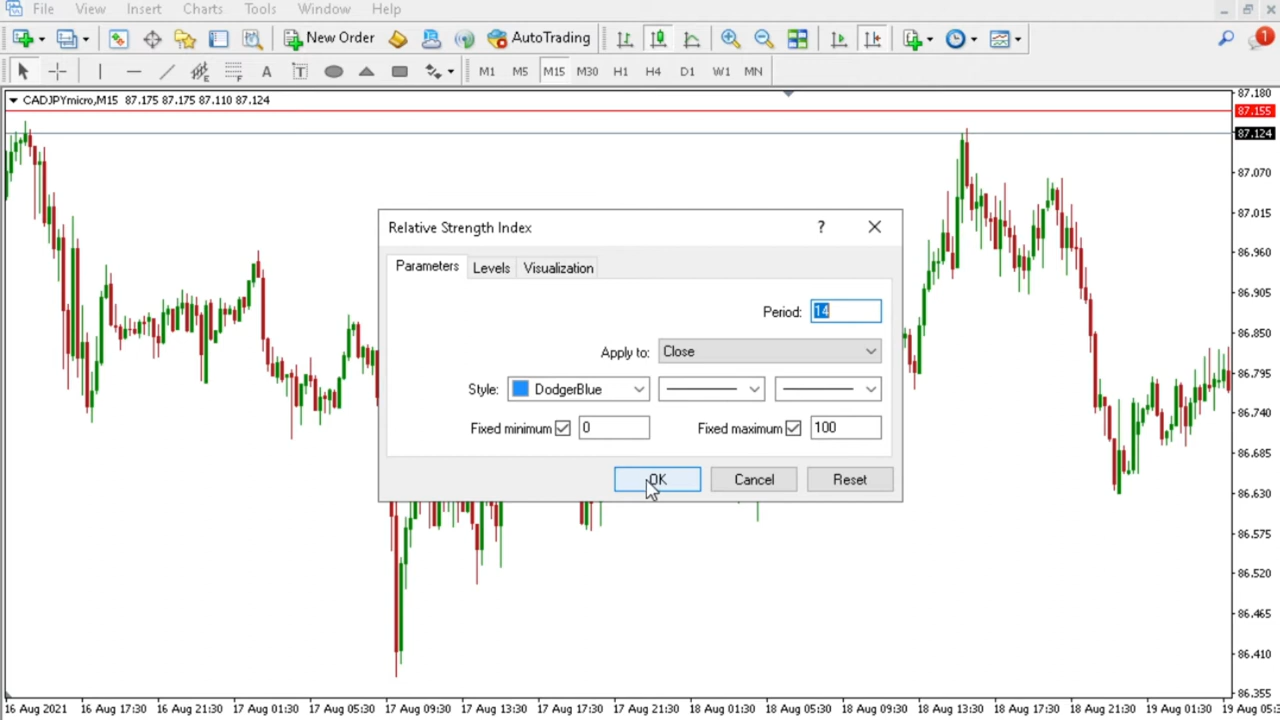 File View Insert Charts Tools Window Help
New Order AutoTrading 1
A T M1 M5 M15 M30 H1 H4 D1 W1 MN
CADJPYmicro,M15 87.175 87.175 87.110 87.124
87.180
87.155
87.124
87.070
87.015
86.960
86.905
86.850
86.795
86.740
86.685
86.630
86.575
86.520
86.465
86.410
86.355
Relative Strength Index ?
Parameters Levels Visualization
Period: 14
Apply to: Close
Style: DodgerBlue
Fixed minimum 0 Fixed maximum 100
OK Cancel Reset
16 Aug 2021 16 Aug 17:30 16 Aug 21:30 17 Aug 01:30 17 Aug 05:30 17 Aug 09:30 17 Aug 13:30 17 Aug 17:30 17 Aug 21:30 18 Aug 01:30 18 Aug 05:30 18 Aug 09:30 18 Aug 13:30 18 Aug 17:30 18 Aug 21:30 19 Aug 01:30 19 Aug 05:3